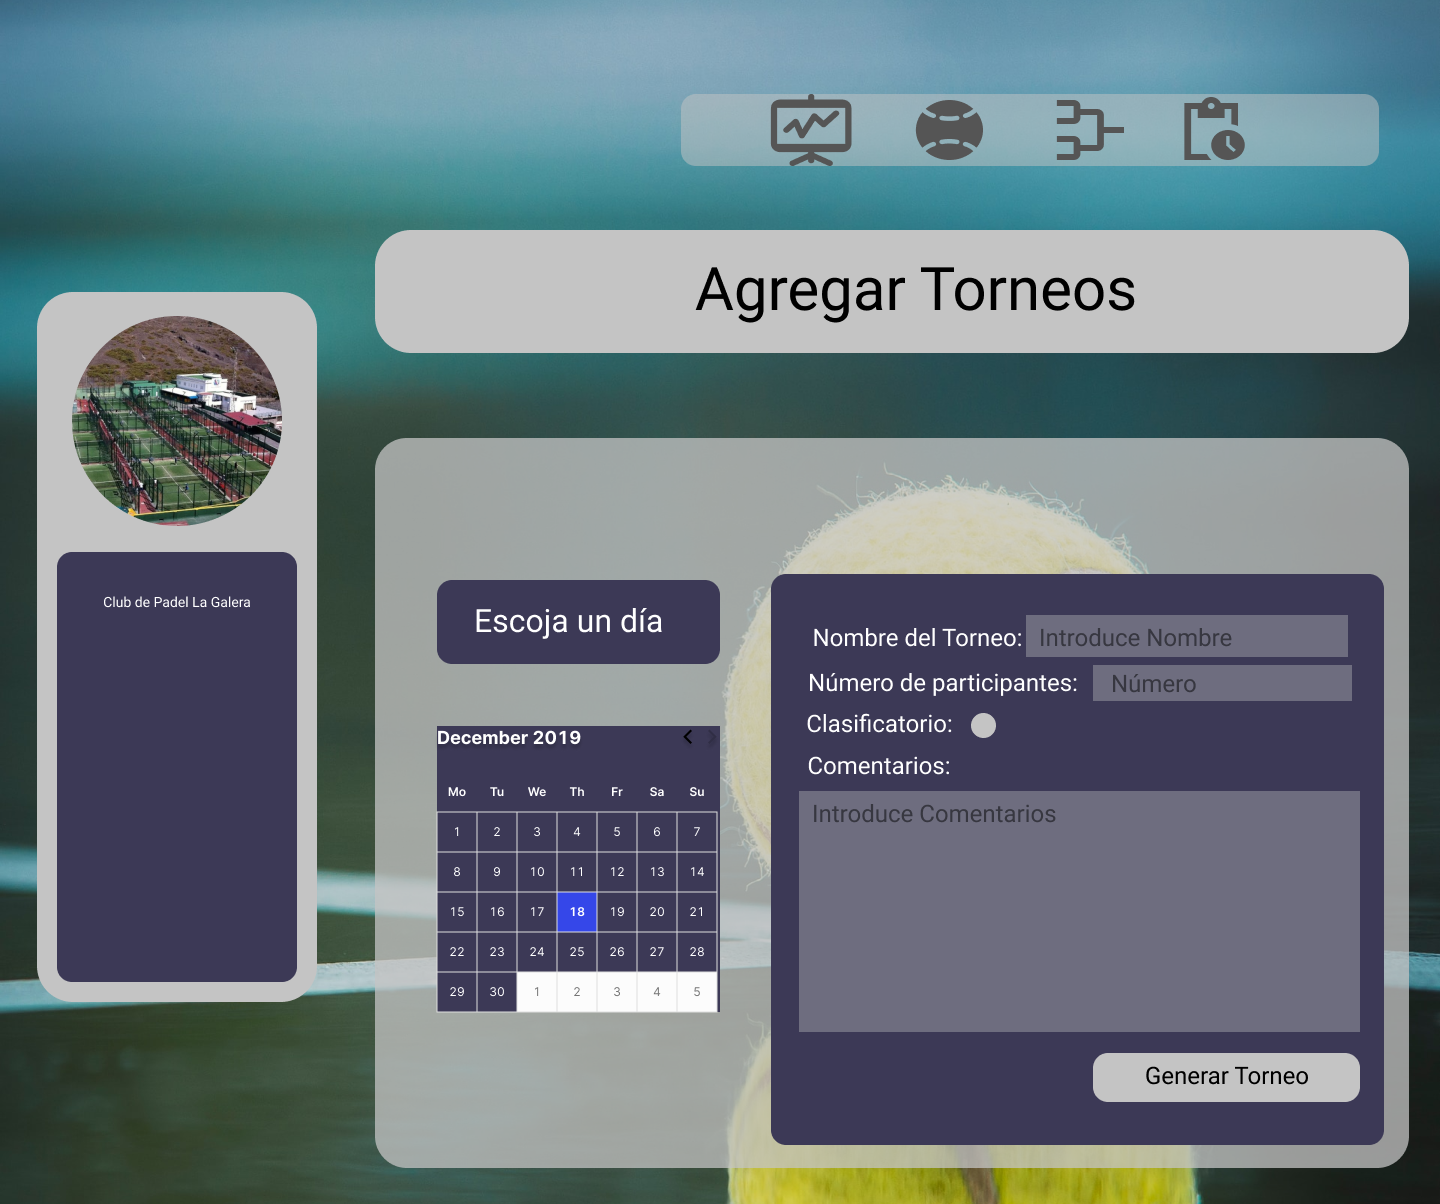 Agregar Torneos
Club de Padel La Galera
Escoja un día
December 2019
Mo Tu We Th Fr Sa Su
1 2 3 4 5 6 7
8 9 10 11 12 13 14
15 16 17 18 19 20 21
22 23 24 25 26 27 28
29 30 1 2 3 4 5
Nombre del Torneo: Introduce Nombre
Número de participantes: Número
Clasificatorio:
Comentarios:
Introduce Comentarios
Generar Torneo